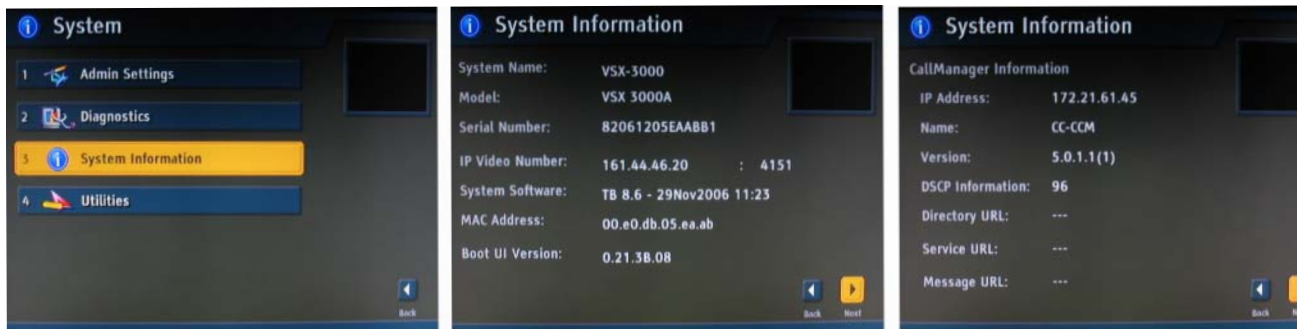 System
1 Admin Settings
2 Diagnostics
3 System Information
4 Utilities
Back
System Information
System Name: VSX-3000
Model: VSX 3000A
Serial Number: 82061205EAABB1
IP Video Number: 161.44.46.20 : 4151
System Software: TB 8.6 - 29Nov2006 11:23
MAC Address: 00.e0.db.05.ea.ab
Boot UI Version: 0.21.3B.08
Back Next
System Information
CallManager Information
IP Address: 172.21.61.45
Name: CC-CCM
Version: 5.0.1.1(1)
DSCP Information: 96
Directory URL: ---
Service URL: ---
Message URL: ---
Back